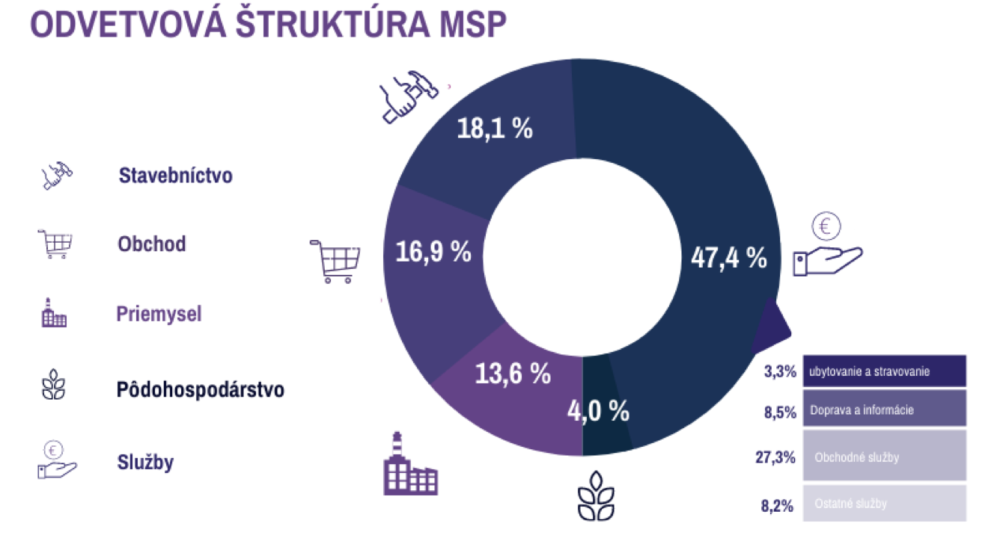 ODVETVOVÁ ŠTRUKTÚRA MSP
Stavebníctvo
Obchod
Priemysel
Pôdohospodárstvo
Služby
18,1 %
16,9 %
47,4 %
13,6 %
4,0 %
€
€
3,3% ubytovanie a stravovanie
8,5% Doprava a informácie
27,3% Obchodné služby
8,2% Ostatné služby